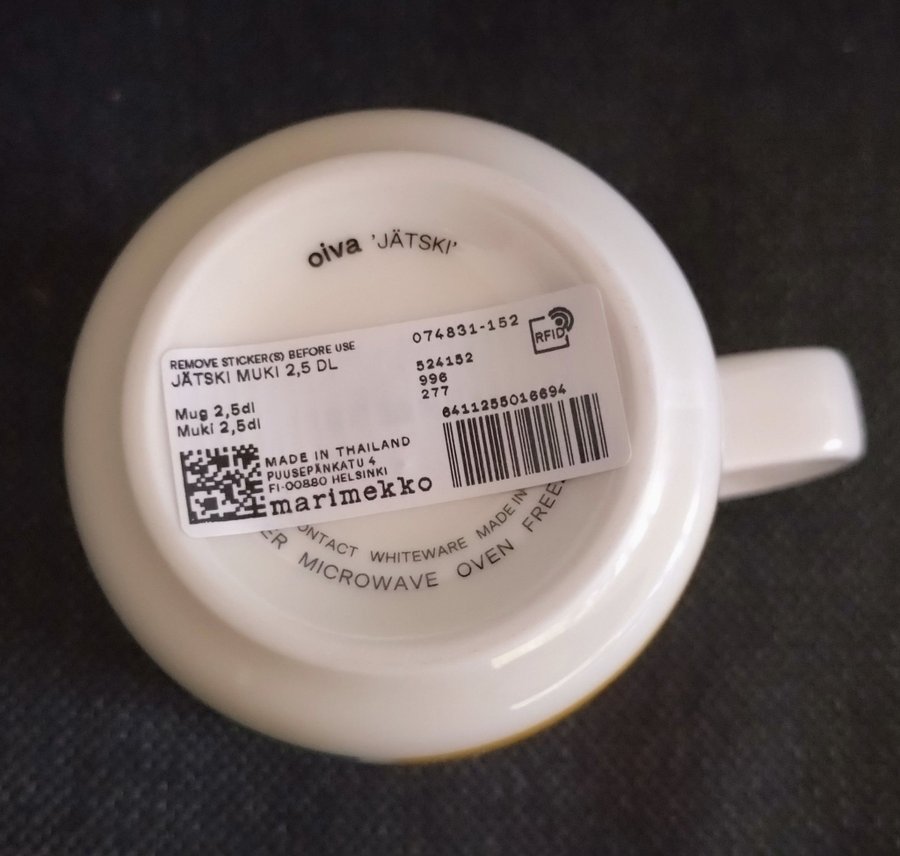 oiva 'JÄTSKI'
REMOVE STICKER(S) BEFORE USE
JÄTSKI MUKI 2,5 DL
074831-152
RFID
524152
996
277
Mug 2,5dl
Muki 2,5dl
6411255016694
MADE IN THAILAND
PUUSEPÄNKATU 4
FI-00880 HELSINKI
marimekko
WHITEWARE MADE IN
MICROWAVE OVEN